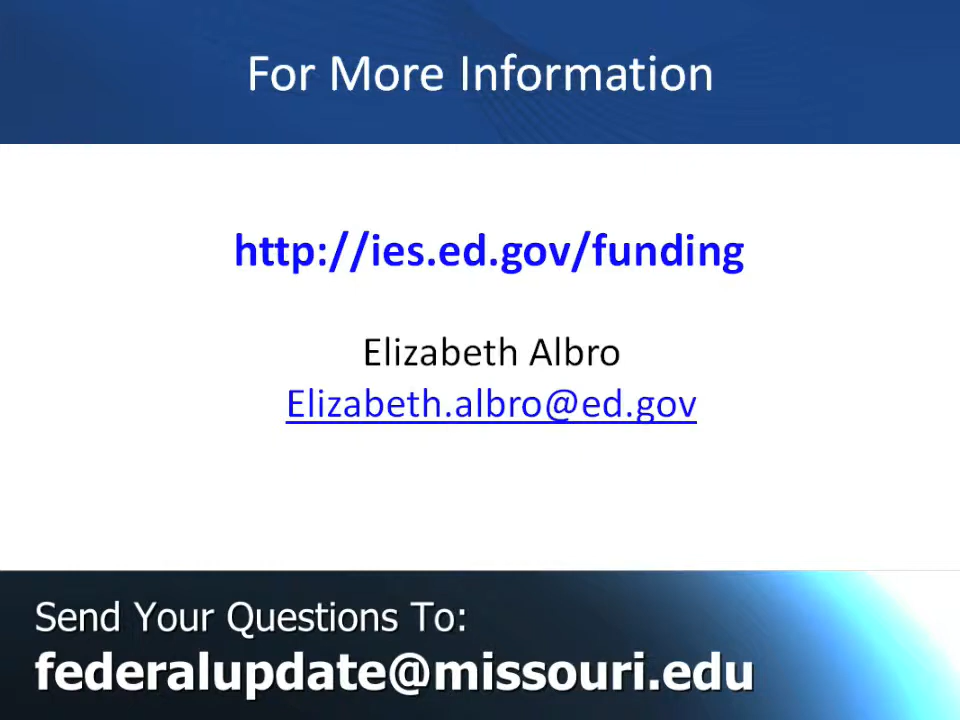 For More Information
http://ies.ed.gov/funding
Elizabeth Albro
Elizabeth.albro@ed.gov
Send Your Questions To:
federalupdate@missouri.edu